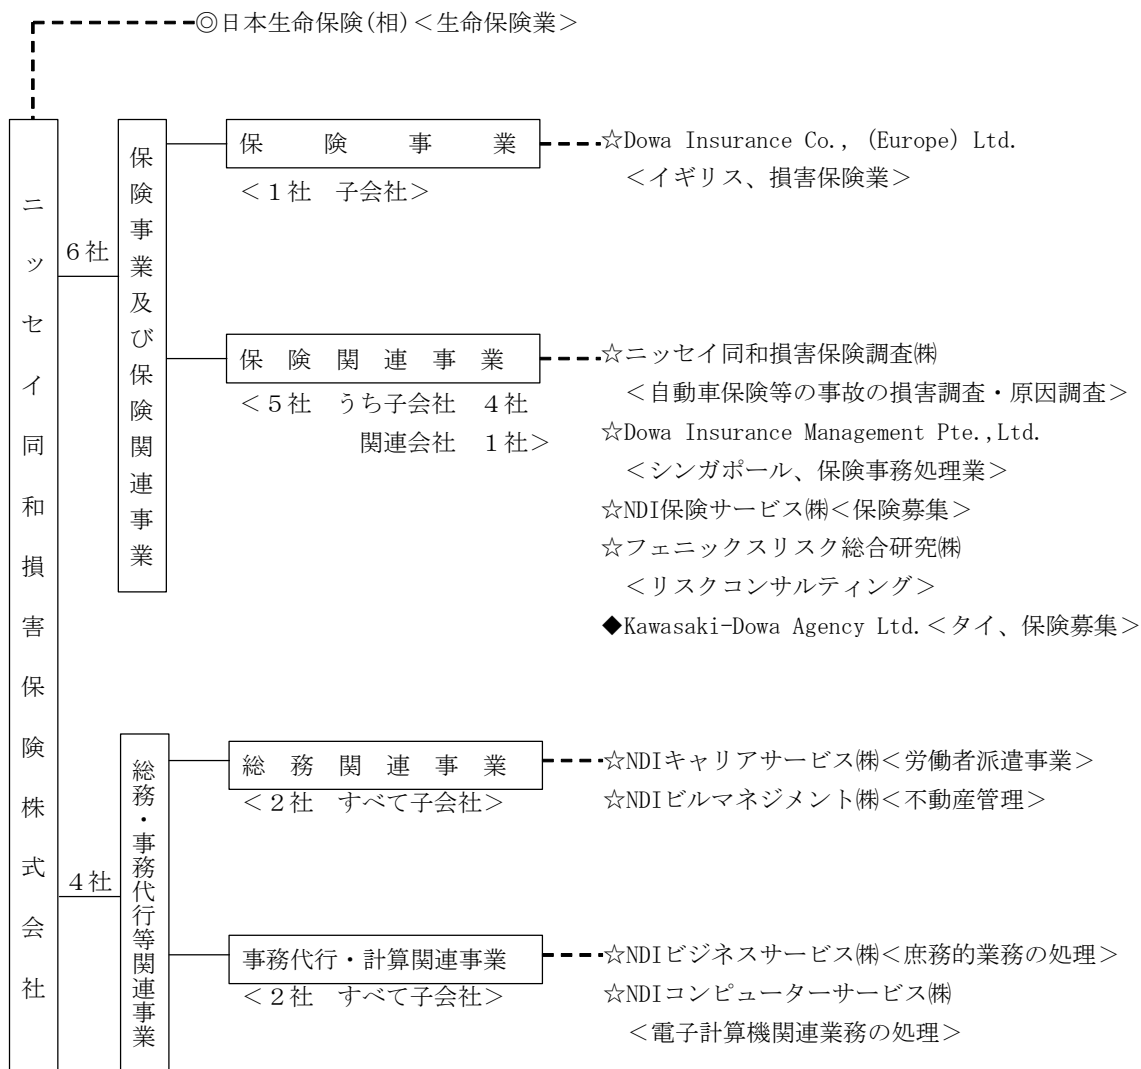 ◎日本生命保険(相)＜生命保険業＞
ニッセイ同和損害保険株式会社
6社
保険事業及び保険関連事業
保険事業
＜1社　子会社＞
☆Dowa Insurance Co., (Europe) Ltd.
＜イギリス、損害保険業＞
保険関連事業
＜5社　うち子会社　4社
関連会社　1社＞
☆ニッセイ同和損害保険調査㈱
＜自動車保険等の事故の損害調査・原因調査＞
☆Dowa Insurance Management Pte.,Ltd.
＜シンガポール、保険事務処理業＞
☆NDI保険サービス㈱＜保険募集＞
☆フェニックスリスク総合研究㈱
＜リスクコンサルティング＞
◆Kawasaki-Dowa Agency Ltd.＜タイ、保険募集＞
4社
総務・事務代行等関連事業
総務関連事業
＜2社　すべて子会社＞
☆NDIキャリアサービス㈱＜労働者派遣事業＞
☆NDIビルマネジメント㈱＜不動産管理＞
事務代行・計算関連事業
＜2社　すべて子会社＞
☆NDIビジネスサービス㈱＜庶務的業務の処理＞
☆NDIコンピューターサービス㈱
＜電子計算機関連業務の処理＞